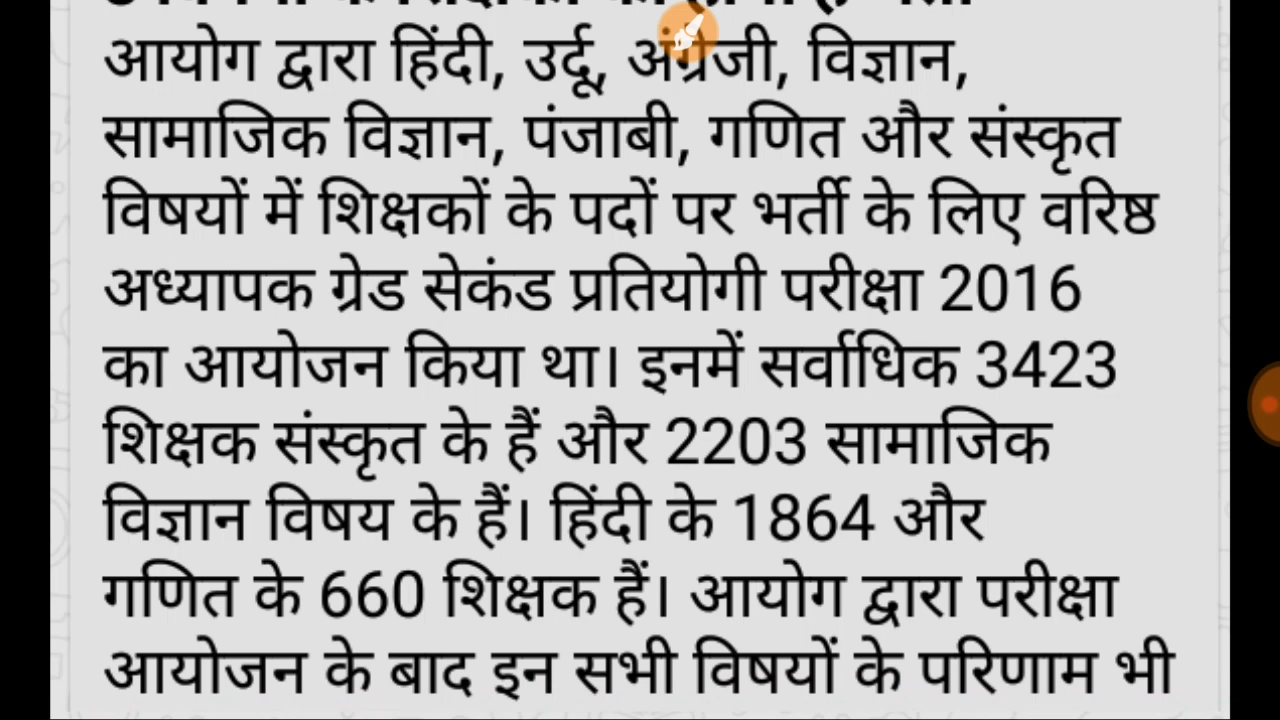 आयोग द्वारा हिंदी, उर्दू, अंग्रेजी, विज्ञान,
सामाजिक विज्ञान, पंजाबी, गणित और संस्कृत
विषयों में शिक्षकों के पदों पर भर्ती के लिए वरिष्ठ
अध्यापक ग्रेड सेकंड प्रतियोगी परीक्षा 2016
का आयोजन किया था। इनमें सर्वाधिक 3423
शिक्षक संस्कृत के हैं और 2203 सामाजिक
विज्ञान विषय के हैं। हिंदी के 1864 और
गणित के 660 शिक्षक हैं। आयोग द्वारा परीक्षा
आयोजन के बाद इन सभी विषयों के परिणाम भी